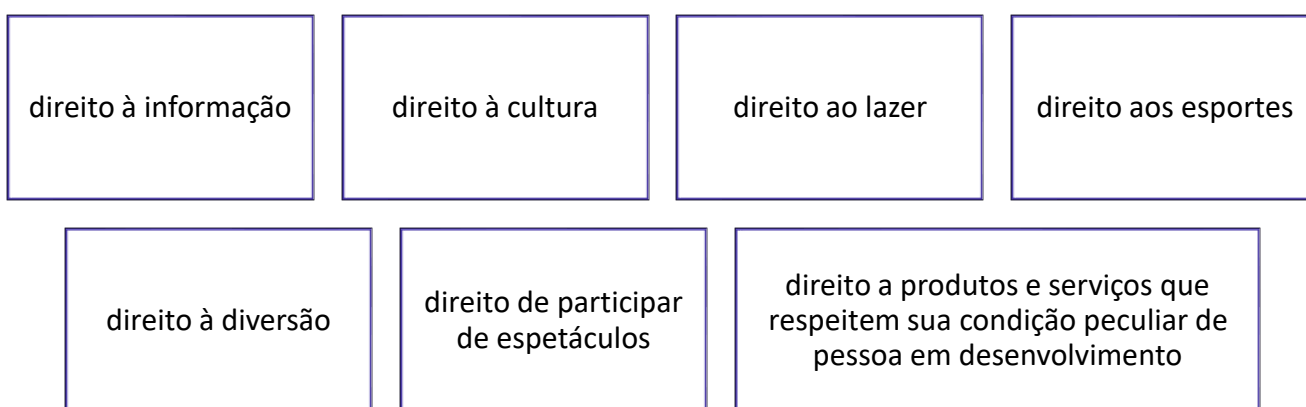 direito à informação
direito à cultura
direito ao lazer
direito aos esportes
direito à diversão
direito de participar
de espetáculos
direito a produtos e serviços que
respeitem sua condição peculiar de
pessoa em desenvolvimento